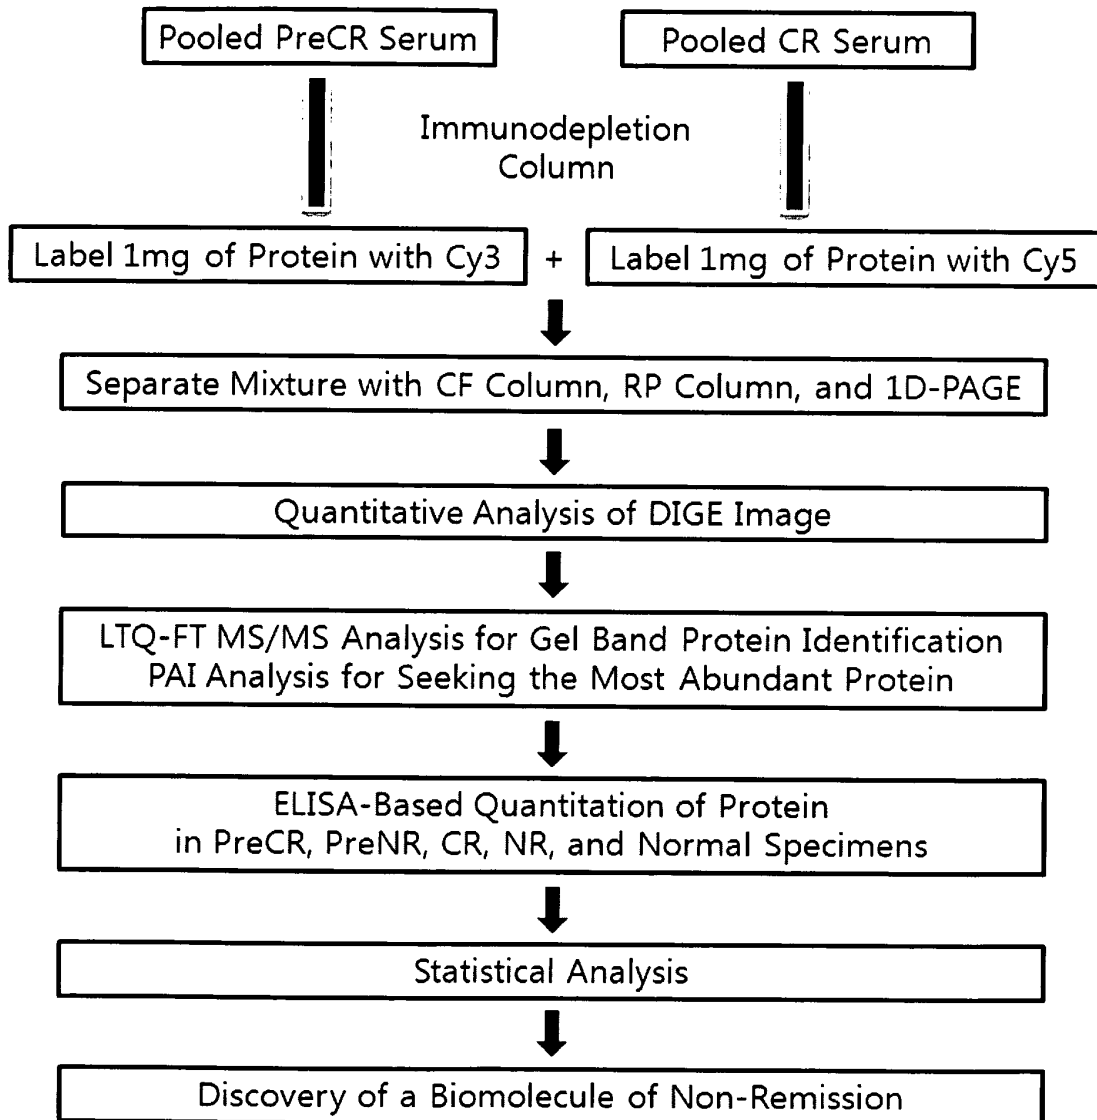 Pooled PreCR Serum
Pooled CR Serum
Immunodepletion
Column
Label 1mg of Protein with Cy3
+
Label 1mg of Protein with Cy5
Separate Mixture with CF Column, RP Column, and 1D-PAGE
Quantitative Analysis of DIGE Image
LTQ-FT MS/MS Analysis for Gel Band Protein Identification
PAI Analysis for Seeking the Most Abundant Protein
ELISA-Based Quantitation of Protein
in PreCR, PreNR, CR, NR, and Normal Specimens
Statistical Analysis
Discovery of a Biomolecule of Non-Remission